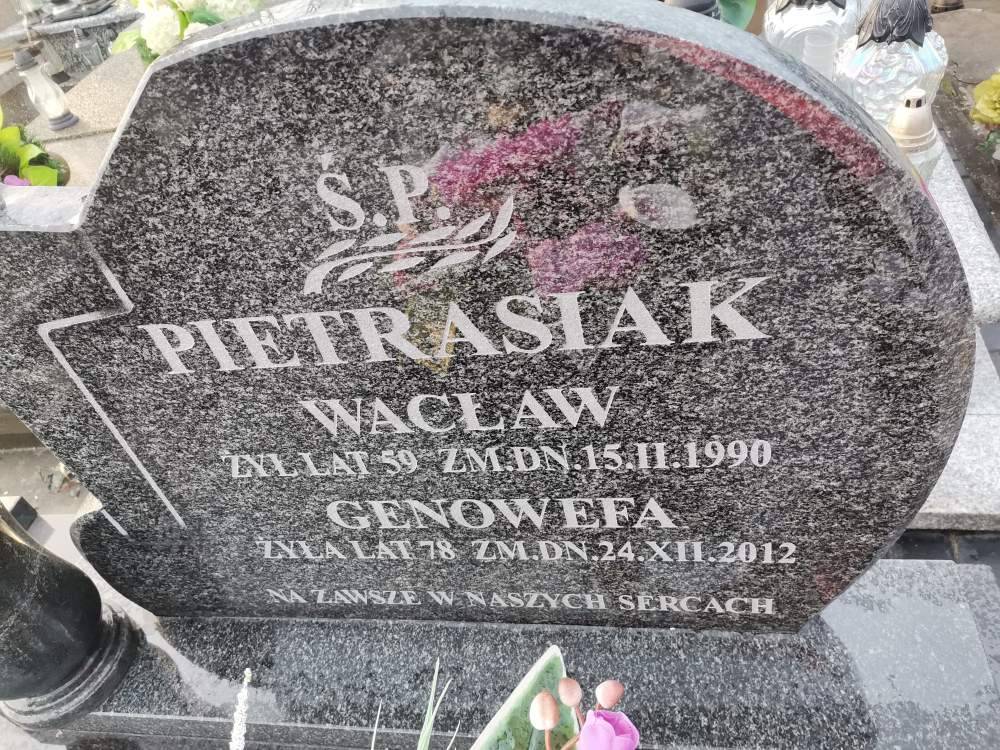 Ś.P.
PIETRASIAK
WACŁAW
ŻYŁ LAT 59 ZM.DN.15.II.1990
GENOWEFA
ŻYŁA LAT 78 ZM.DN.24.XII.2012
NA ZAWSZE W NASZYCH SERCACH